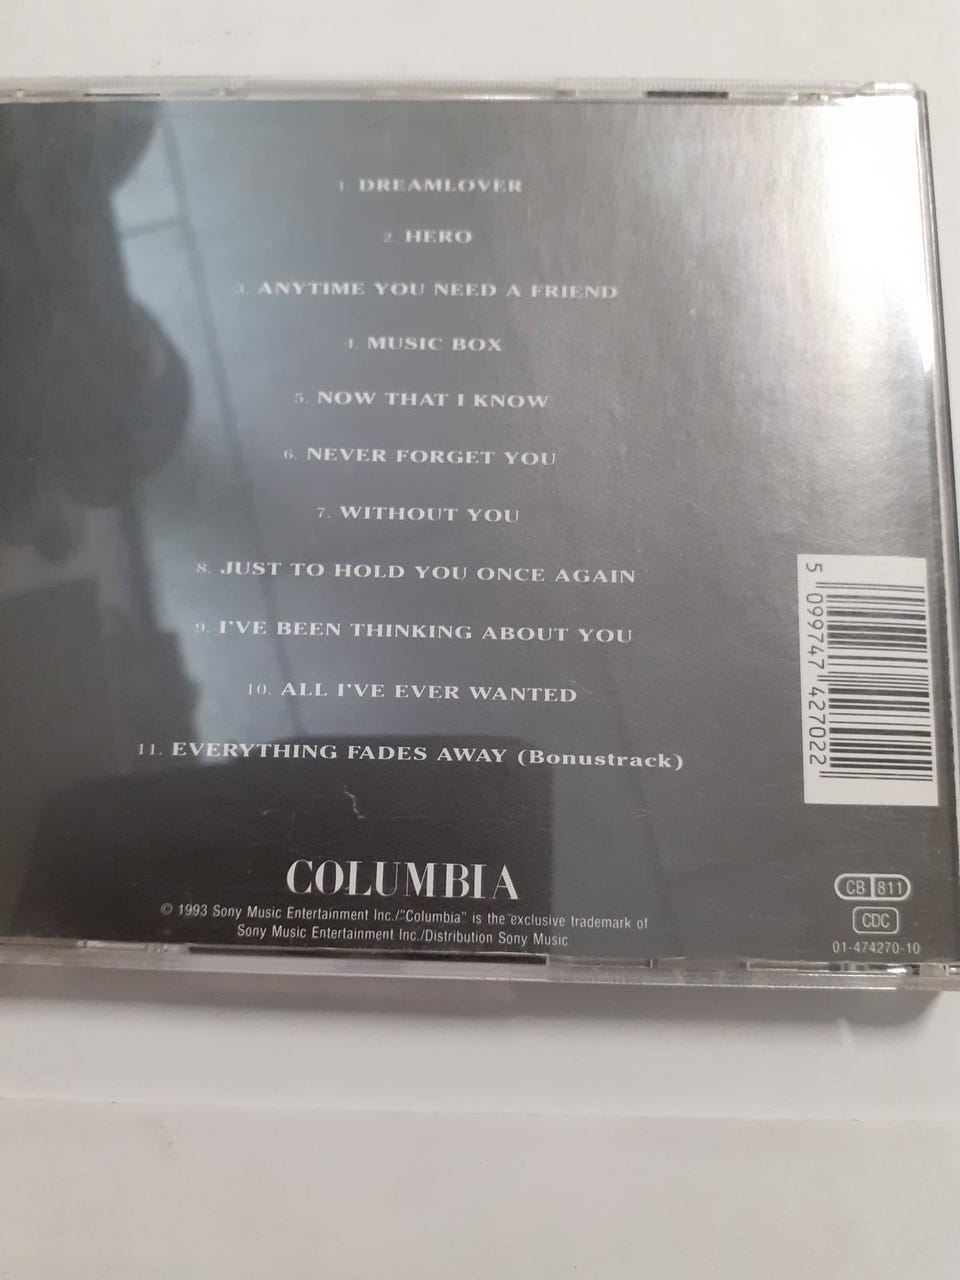 1. DREAMLOVER
2. HERO
3. ANYTIME YOU NEED A FRIEND
4. MUSIC BOX
5. NOW THAT I KNOW
6. NEVER FORGET YOU
7. WITHOUT YOU
8. JUST TO HOLD YOU ONCE AGAIN
9. I'VE BEEN THINKING ABOUT YOU
10. ALL I'VE EVER WANTED
11. EVERYTHING FADES AWAY (Bonustrack)
5 099747 427022
COLUMBIA
© 1993 Sony Music Entertainment Inc./"Columbia" is the exclusive trademark of
Sony Music Entertainment Inc./Distribution Sony Music
CB 811
CDC
01-474270-10